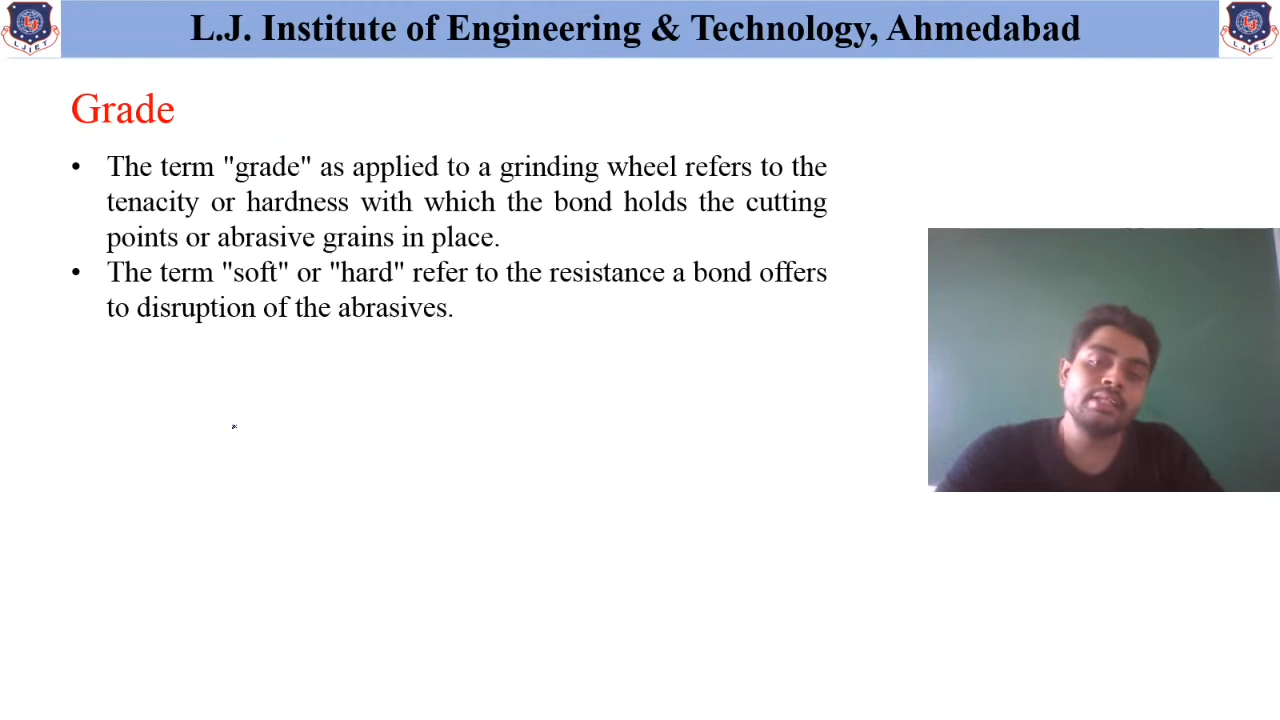 L.J. Institute of Engineering & Technology, Ahmedabad
LJIET
LJIET
Grade
• The term "grade" as applied to a grinding wheel refers to the
tenacity or hardness with which the bond holds the cutting
points or abrasive grains in place.
• The term "soft" or "hard" refer to the resistance a bond offers
to disruption of the abrasives.